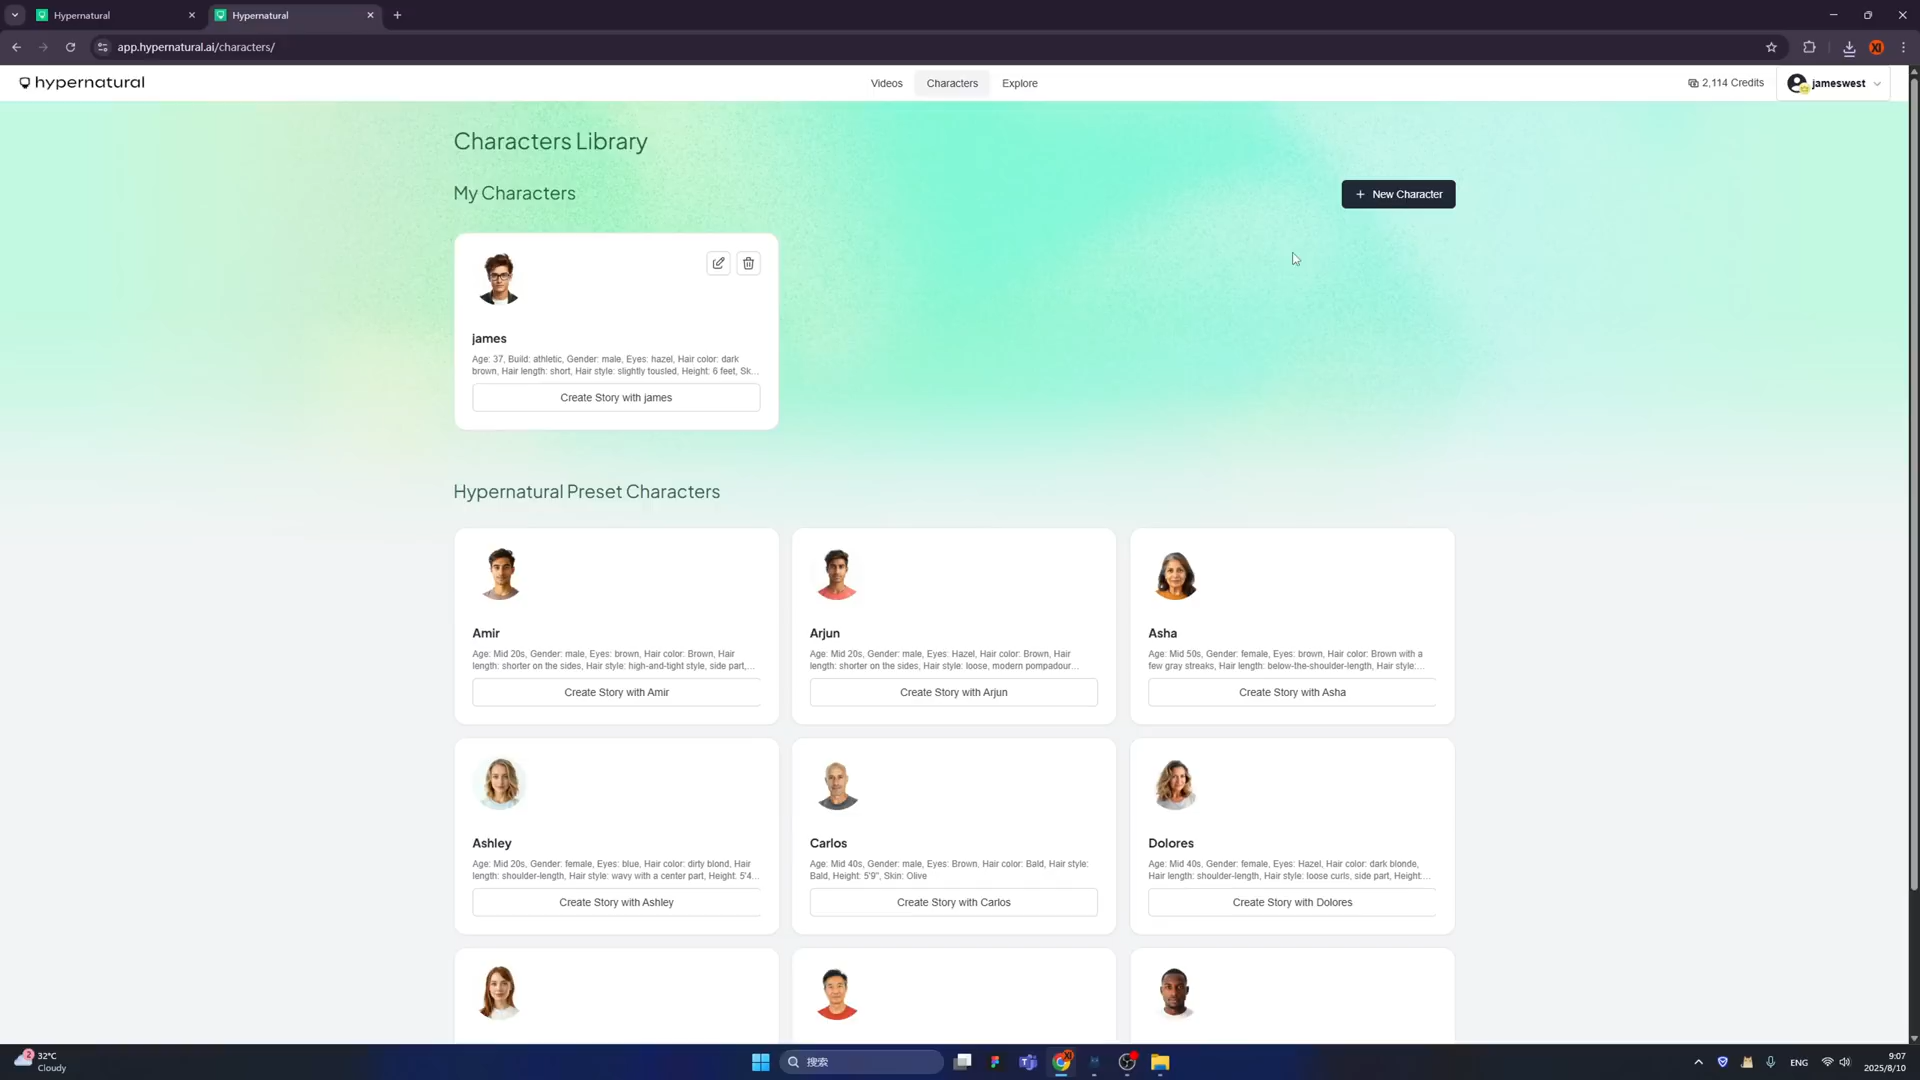 Hypernatural
Hypernatural
app.hypernatural.ai/characters/
hypernatural
Videos
Characters
Explore
2,114 Credits
jameswest
Characters Library
My Characters
New Character
james
Age: 37, Build: athletic, Gender: male, Eyes: hazel, Hair color: dark
brown, Hair length: short, Hair style: slightly tousled, Height: 6 feet, Sk...
Create Story with james
Hypernatural Preset Characters
Amir
Age: Mid 20s, Gender: male, Eyes: brown, Hair color: Brown, Hair
length: shorter on the sides, Hair style: high-and-tight style, side part,...
Create Story with Amir
Arjun
Age: Mid 20s, Gender: male, Eyes: Hazel, Hair color: Brown, Hair
length: shorter on the sides, Hair style: loose, modern pompadour...
Create Story with Arjun
Asha
Age: Mid 50s, Gender: female, Eyes: brown, Hair color: Brown with a
few gray streaks, Hair length: below-the-shoulder-length, Hair style:...
Create Story with Asha
Ashley
Age: Mid 20s, Gender: female, Eyes: blue, Hair color: dirty blond, Hair
length: shoulder-length, Hair style: wavy with a center part, Height: 5'4...
Create Story with Ashley
Carlos
Age: Mid 40s, Gender: male, Eyes: Brown, Hair color: Bald, Hair style:
Bald, Height: 5'9", Skin: Olive
Create Story with Carlos
Dolores
Age: Mid 40s, Gender: female, Eyes: Hazel, Hair color: dark blonde,
Hair length: shoulder-length, Hair style: loose curls, side part, Height:...
Create Story with Dolores
2
32°C
Cloudy
搜索
XI
ENG
9:07
2025/8/10